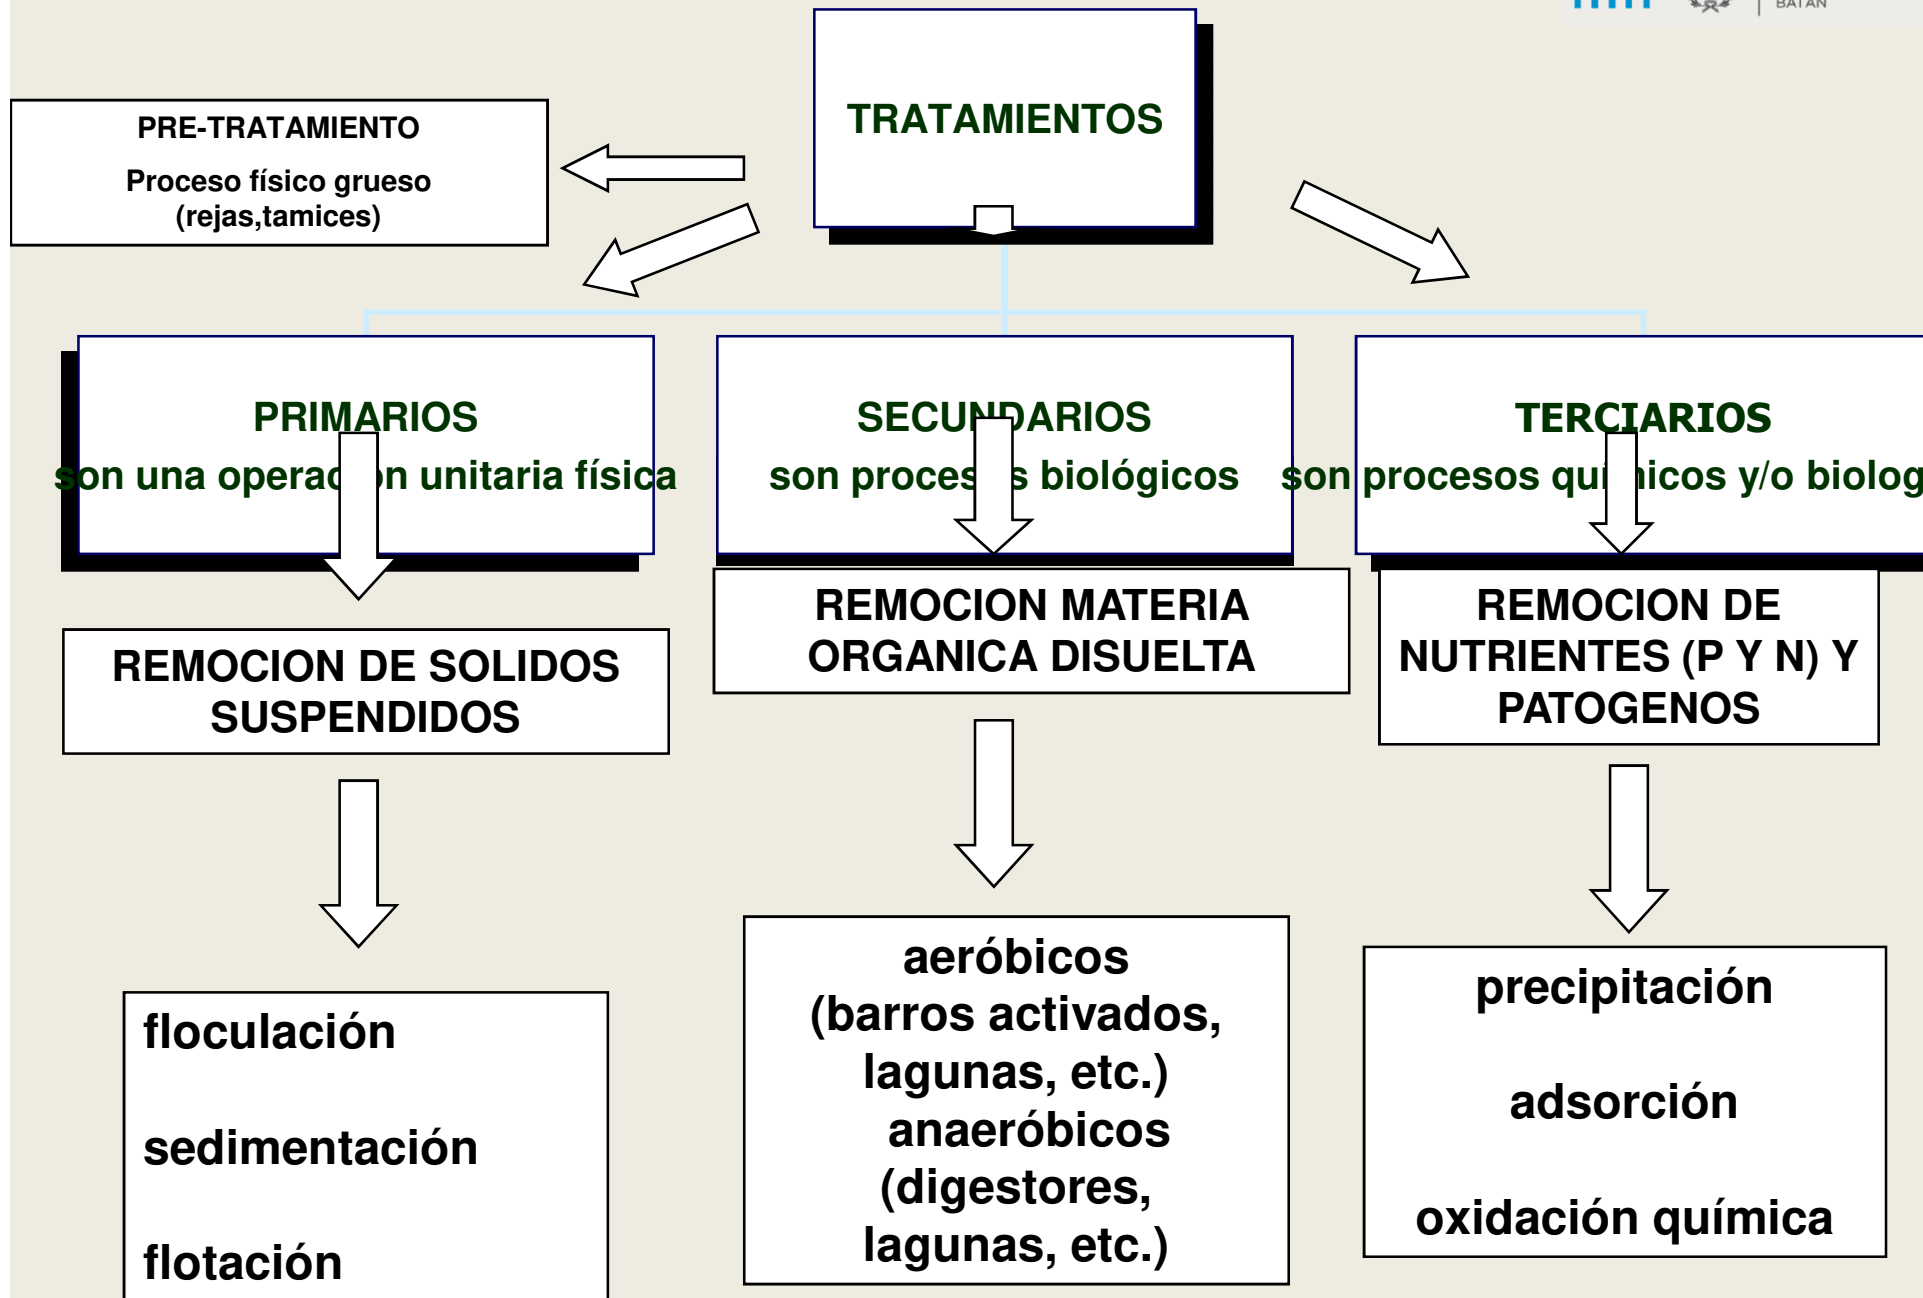 BATAN
TRATAMIENTOS
PRE-TRATAMIENTO
Proceso físico grueso
(rejas,tamices)
PRIMARIOS
son una operación unitaria física
SECUNDARIOS
son procesos biológicos
TERCIARIOS
son procesos químicos y/o biolog
REMOCION DE SOLIDOS
SUSPENDIDOS
REMOCION MATERIA
ORGANICA DISUELTA
REMOCION DE
NUTRIENTES (P Y N) Y
PATOGENOS
floculación
sedimentación
flotación
aeróbicos
(barros activados,
lagunas, etc.)
anaeróbicos
(digestores,
lagunas, etc.)
precipitación
adsorción
oxidación química